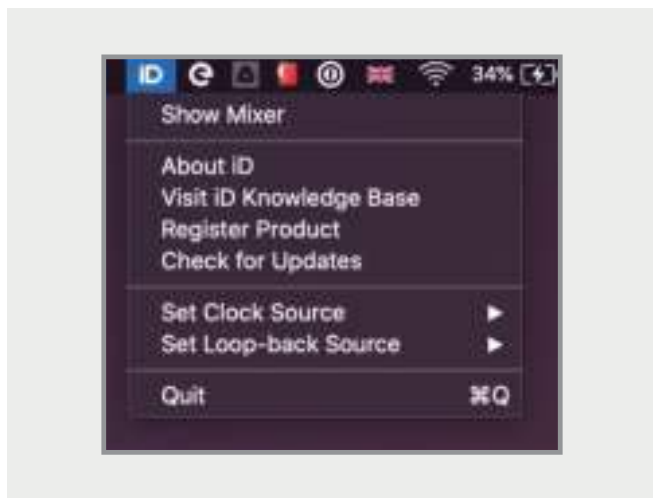 iD 34%
Show Mixer
About iD
Visit iD Knowledge Base
Register Product
Check for Updates
Set Clock Source
Set Loop-back Source
Quit ⌘Q